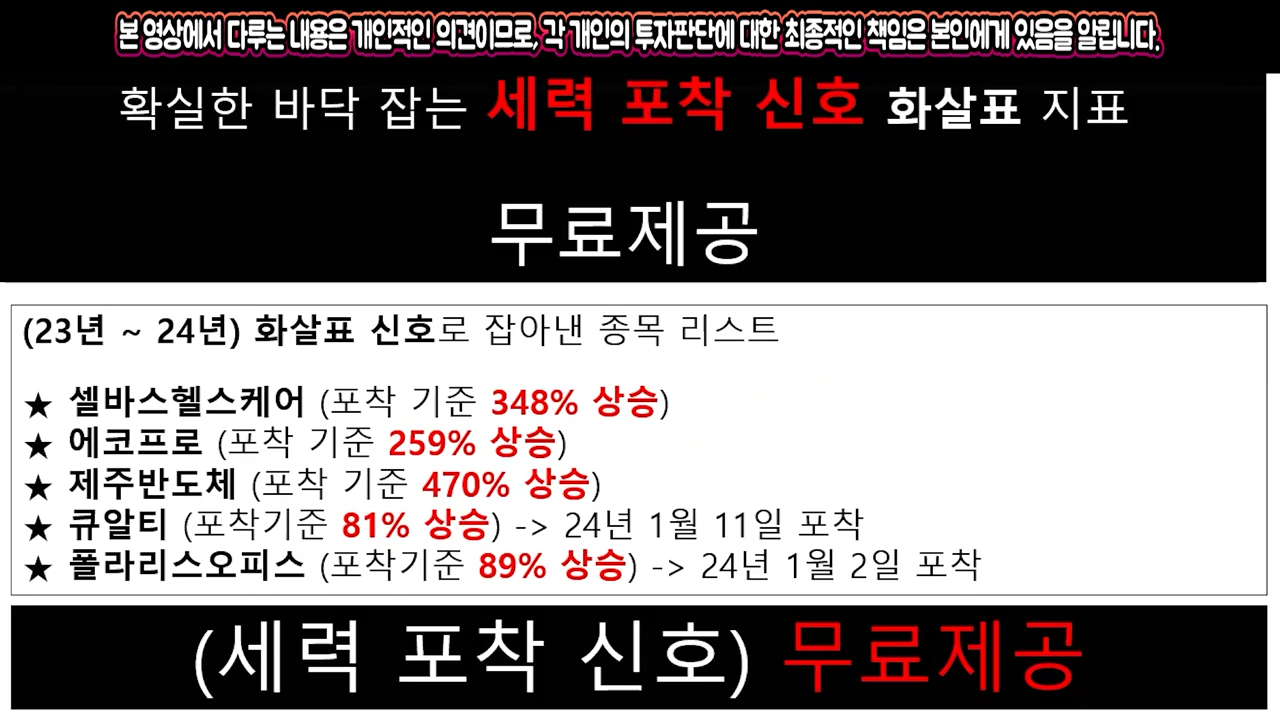 본 영상에서 다루는 내용은 개인적인 의견이므로, 각 개인의 투자판단에 대한 최종적인 책임은 본인에게 있음을 알립니다.
확실한 바닥 잡는 세력 포착 신호 화살표 지표
무료제공
(23년 ~ 24년) 화살표 신호로 잡아낸 종목 리스트
★ 셀바스헬스케어 (포착 기준 348% 상승)
★ 에코프로 (포착 기준 259% 상승)
★ 제주반도체 (포착 기준 470% 상승)
★ 큐알티 (포착기준 81% 상승) -> 24년 1월 11일 포착
★ 폴라리스오피스 (포착기준 89% 상승) -> 24년 1월 2일 포착
(세력 포착 신호) 무료제공